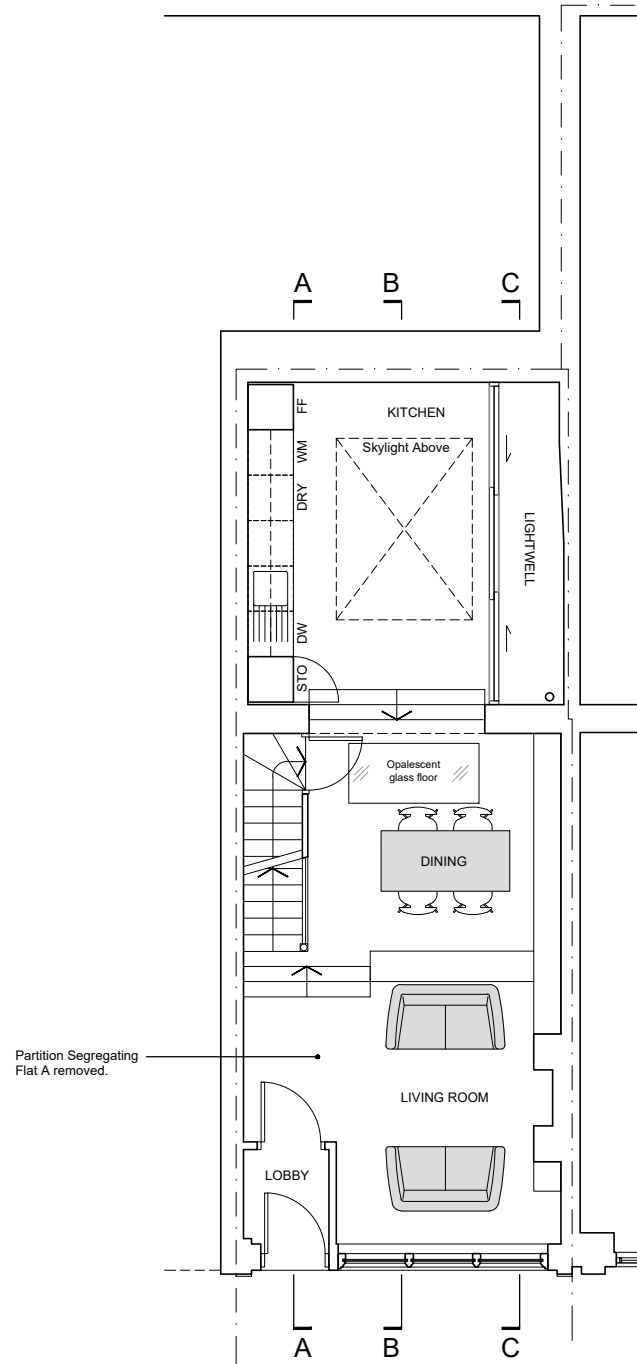 A B C
KITCHEN
Skylight Above
FF
WM
DRY
DW
STO
LIGHTWELL
Opalescent
glass floor
DINING
Partition Segregating
Flat A removed.
LIVING ROOM
LOBBY
A B C